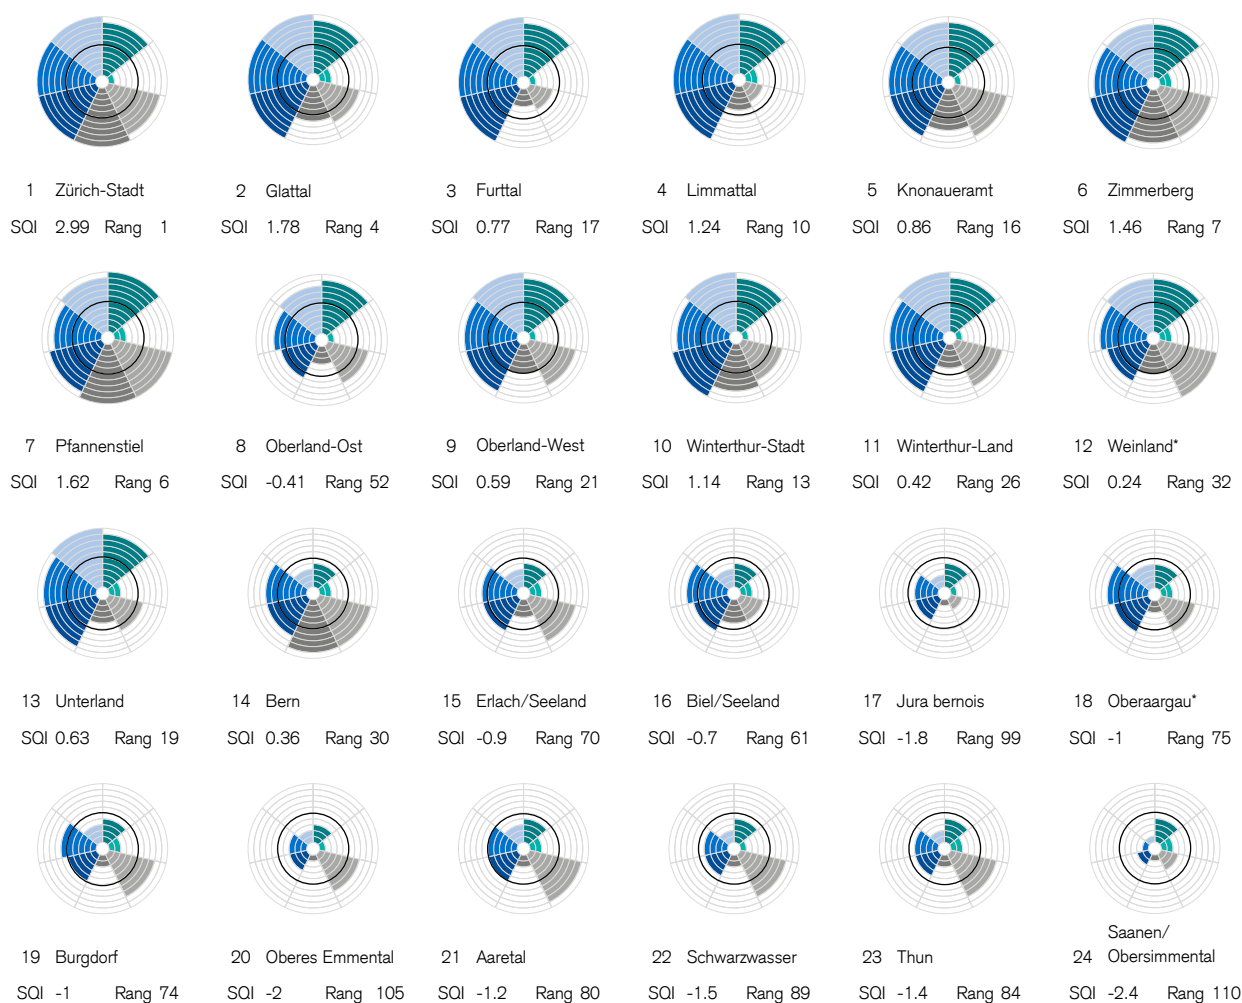 1 Zürich-Stadt
SQI 2.99 Rang 1
2 Glattal
SQI 1.78 Rang 4
3 Furttal
SQI 0.77 Rang 17
4 Limmattal
SQI 1.24 Rang 10
5 Knonaueramt
SQI 0.86 Rang 16
6 Zimmerberg
SQI 1.46 Rang 7
7 Pfannenstiel
SQI 1.62 Rang 6
8 Oberland-Ost
SQI -0.41 Rang 52
9 Oberland-West
SQI 0.59 Rang 21
10 Winterthur-Stadt
SQI 1.14 Rang 13
11 Winterthur-Land
SQI 0.42 Rang 26
12 Weinland*
SQI 0.24 Rang 32
13 Unterland
SQI 0.63 Rang 19
14 Bern
SQI 0.36 Rang 30
15 Erlach/Seeland
SQI -0.9 Rang 70
16 Biel/Seeland
SQI -0.7 Rang 61
17 Jura bernois
SQI -1.8 Rang 99
18 Oberaargau*
SQI -1 Rang 75
19 Burgdorf
SQI -1 Rang 74
20 Oberes Emmental
SQI -2 Rang 105
21 Aaretal
SQI -1.2 Rang 80
22 Schwarzwasser
SQI -1.5 Rang 89
23 Thun
SQI -1.4 Rang 84
Saanen/
24 Obersimmental
SQI -2.4 Rang 110